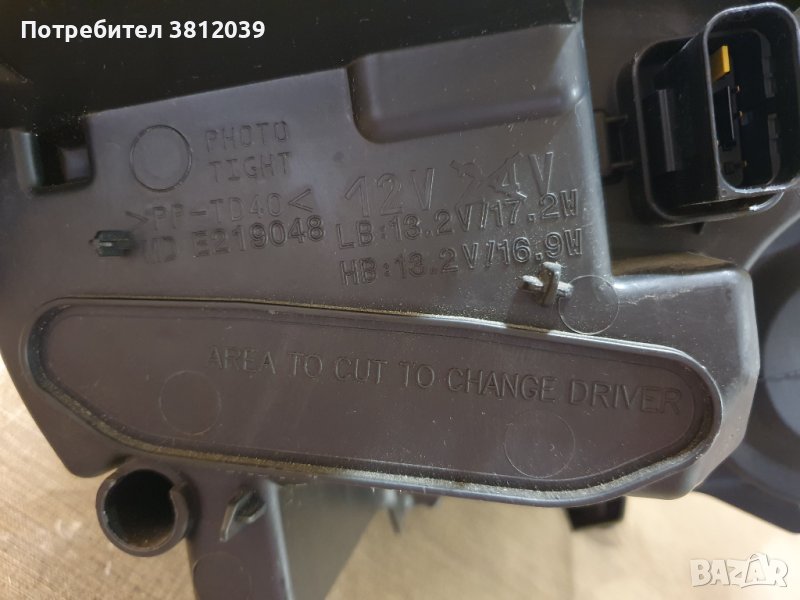 Потребител 3812039
PHOTO
TIGHT
>PP-TD40<
12V 24V
E219048
LB:13.2V/17.2W
HB:13.2V/16.9W
AREA TO CUT TO CHANGE DRIVER
BAZAR